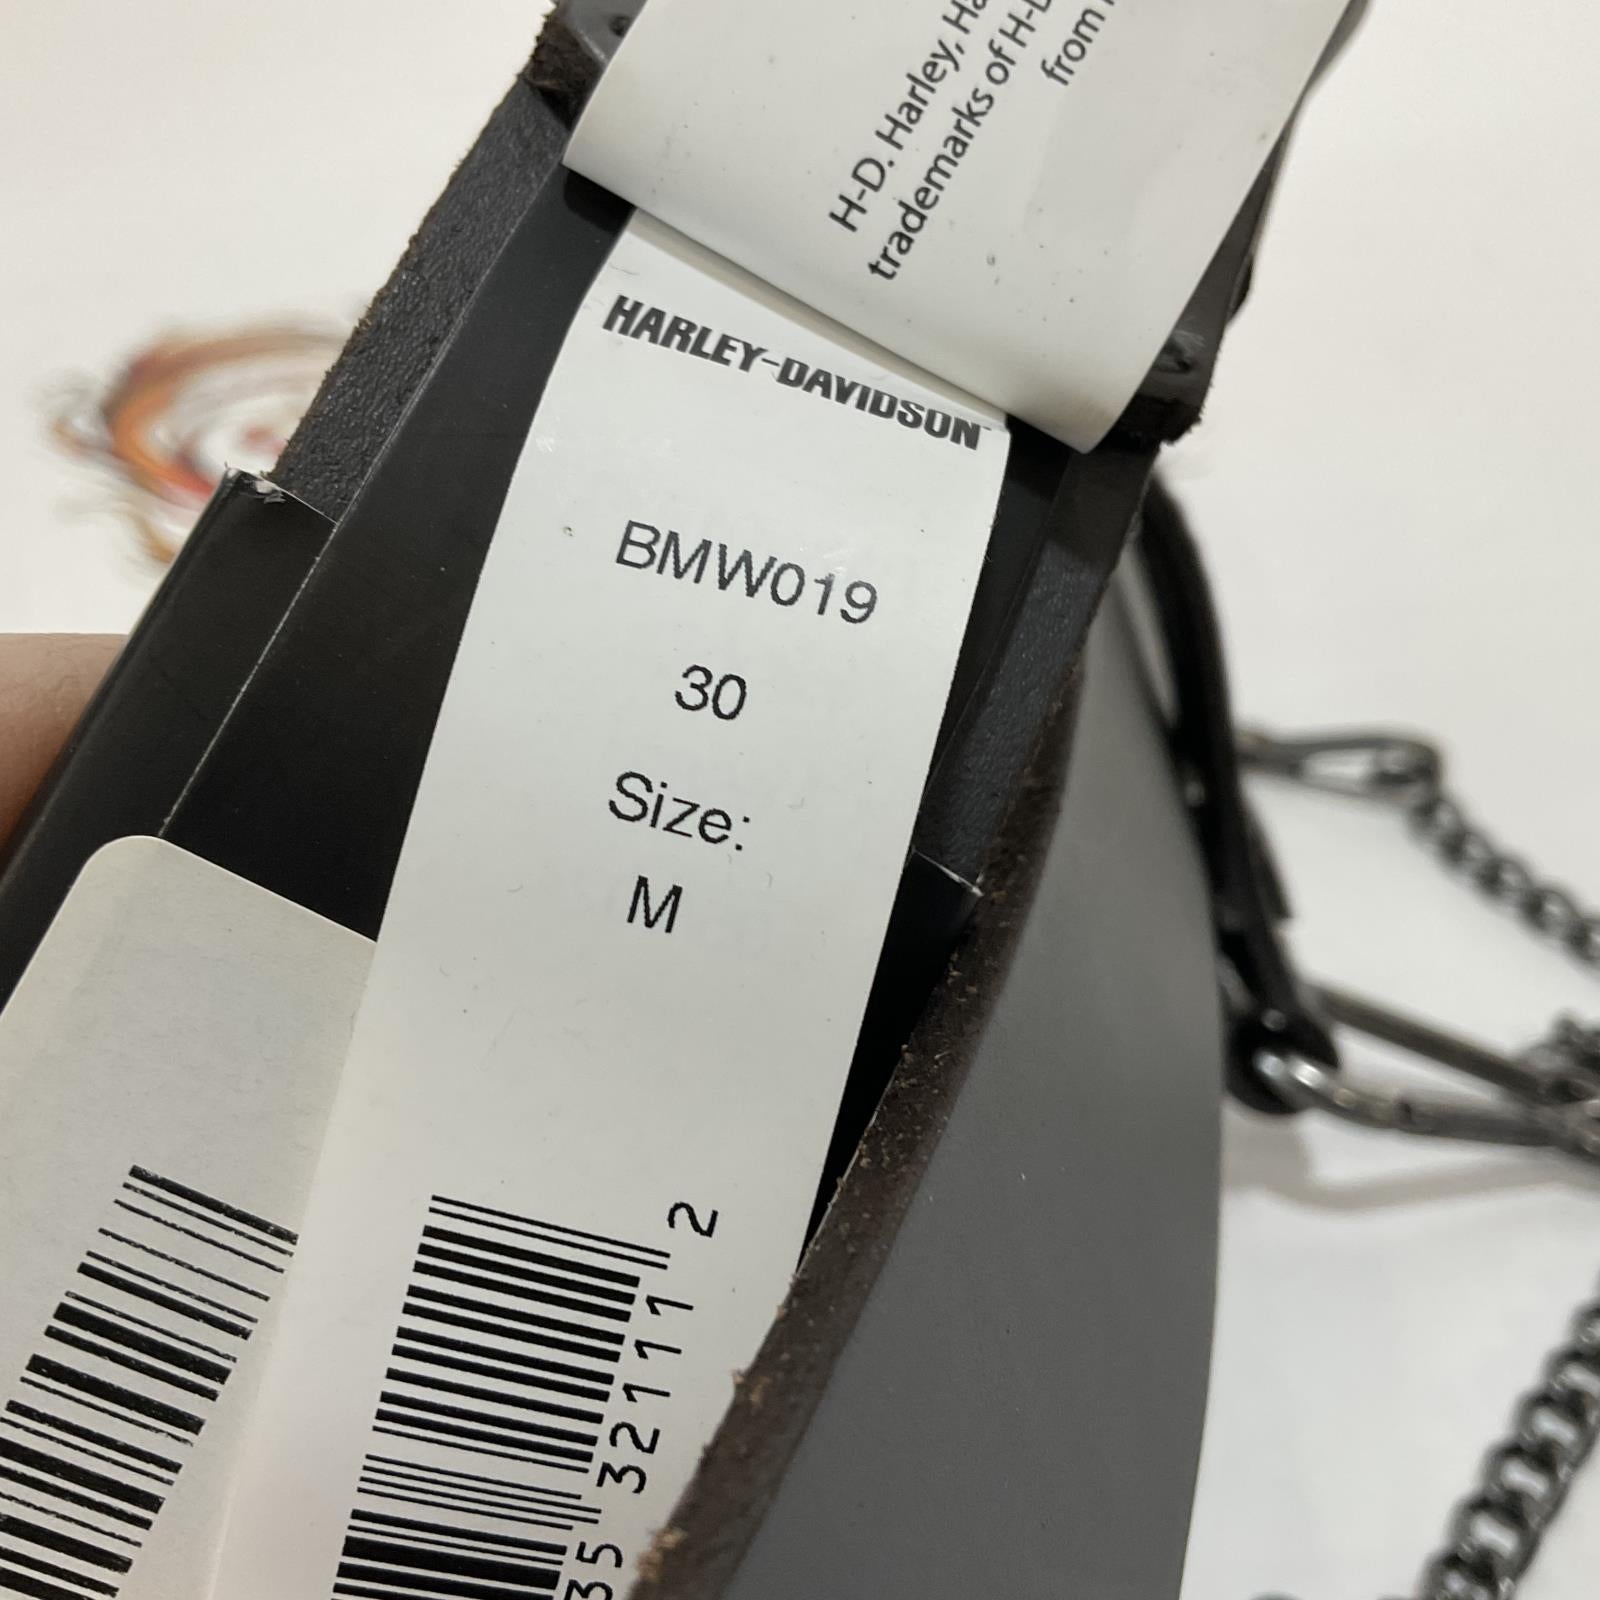 H-D. Harley, Ha
trademarks of H-D
from
HARLEY-DAVIDSON
BMW019
30
Size:
M
35 32111 2